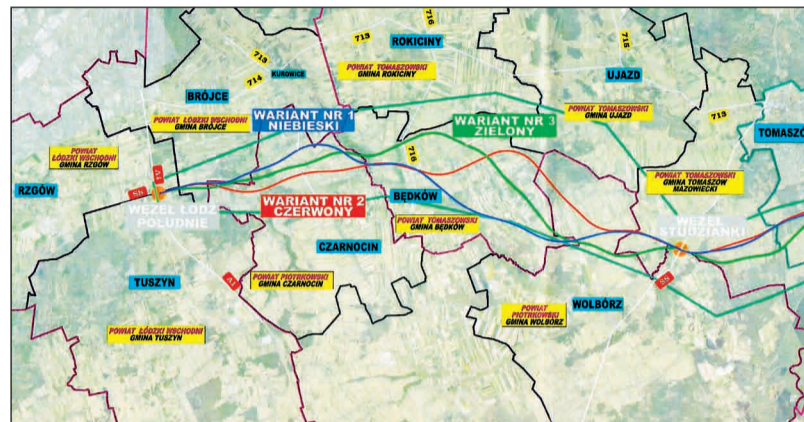 716
713
ROKICINY
715
713
KUROWICE
714
POWIAT TOMASZOWSKI
GMINA ROKICINY
UJAZD
BRÓJCE
POWIAT ŁÓDZKI WSCHODNI
GMINA BRÓJCE
WARIANT NR 1
NIEBIESKI
WARIANT NR 3
ZIELONY
POWIAT TOMASZOWSKI
GMINA UJAZD
713
TOMASZÓ
POWIAT
ŁÓDZKI WSCHODNI
GMINA RZGÓW
716
POWIAT TOMASZOWSKI
GMINA TOMASZÓW
MAZOWIECKI
RZGÓW
A1
S8
WĘZEŁ ŁÓDŹ
POŁUDNIE
WARIANT NR 2
CZERWONY
BĘDKÓW
POWIAT TOMASZOWSKI
GMINA BĘDKÓW
WĘZEŁ
STUDZIANKI
CZARNOCIN
TUSZYN
A1
POWIAT PIOTRKOWSKI
GMINA CZARNOCIN
S8
WOLBÓRZ
POWIAT
PIOTRKOWSKI
GMINA WOLBÓRZ
POWIAT ŁÓDZKI WSCHODNI
GMINA TUSZYN